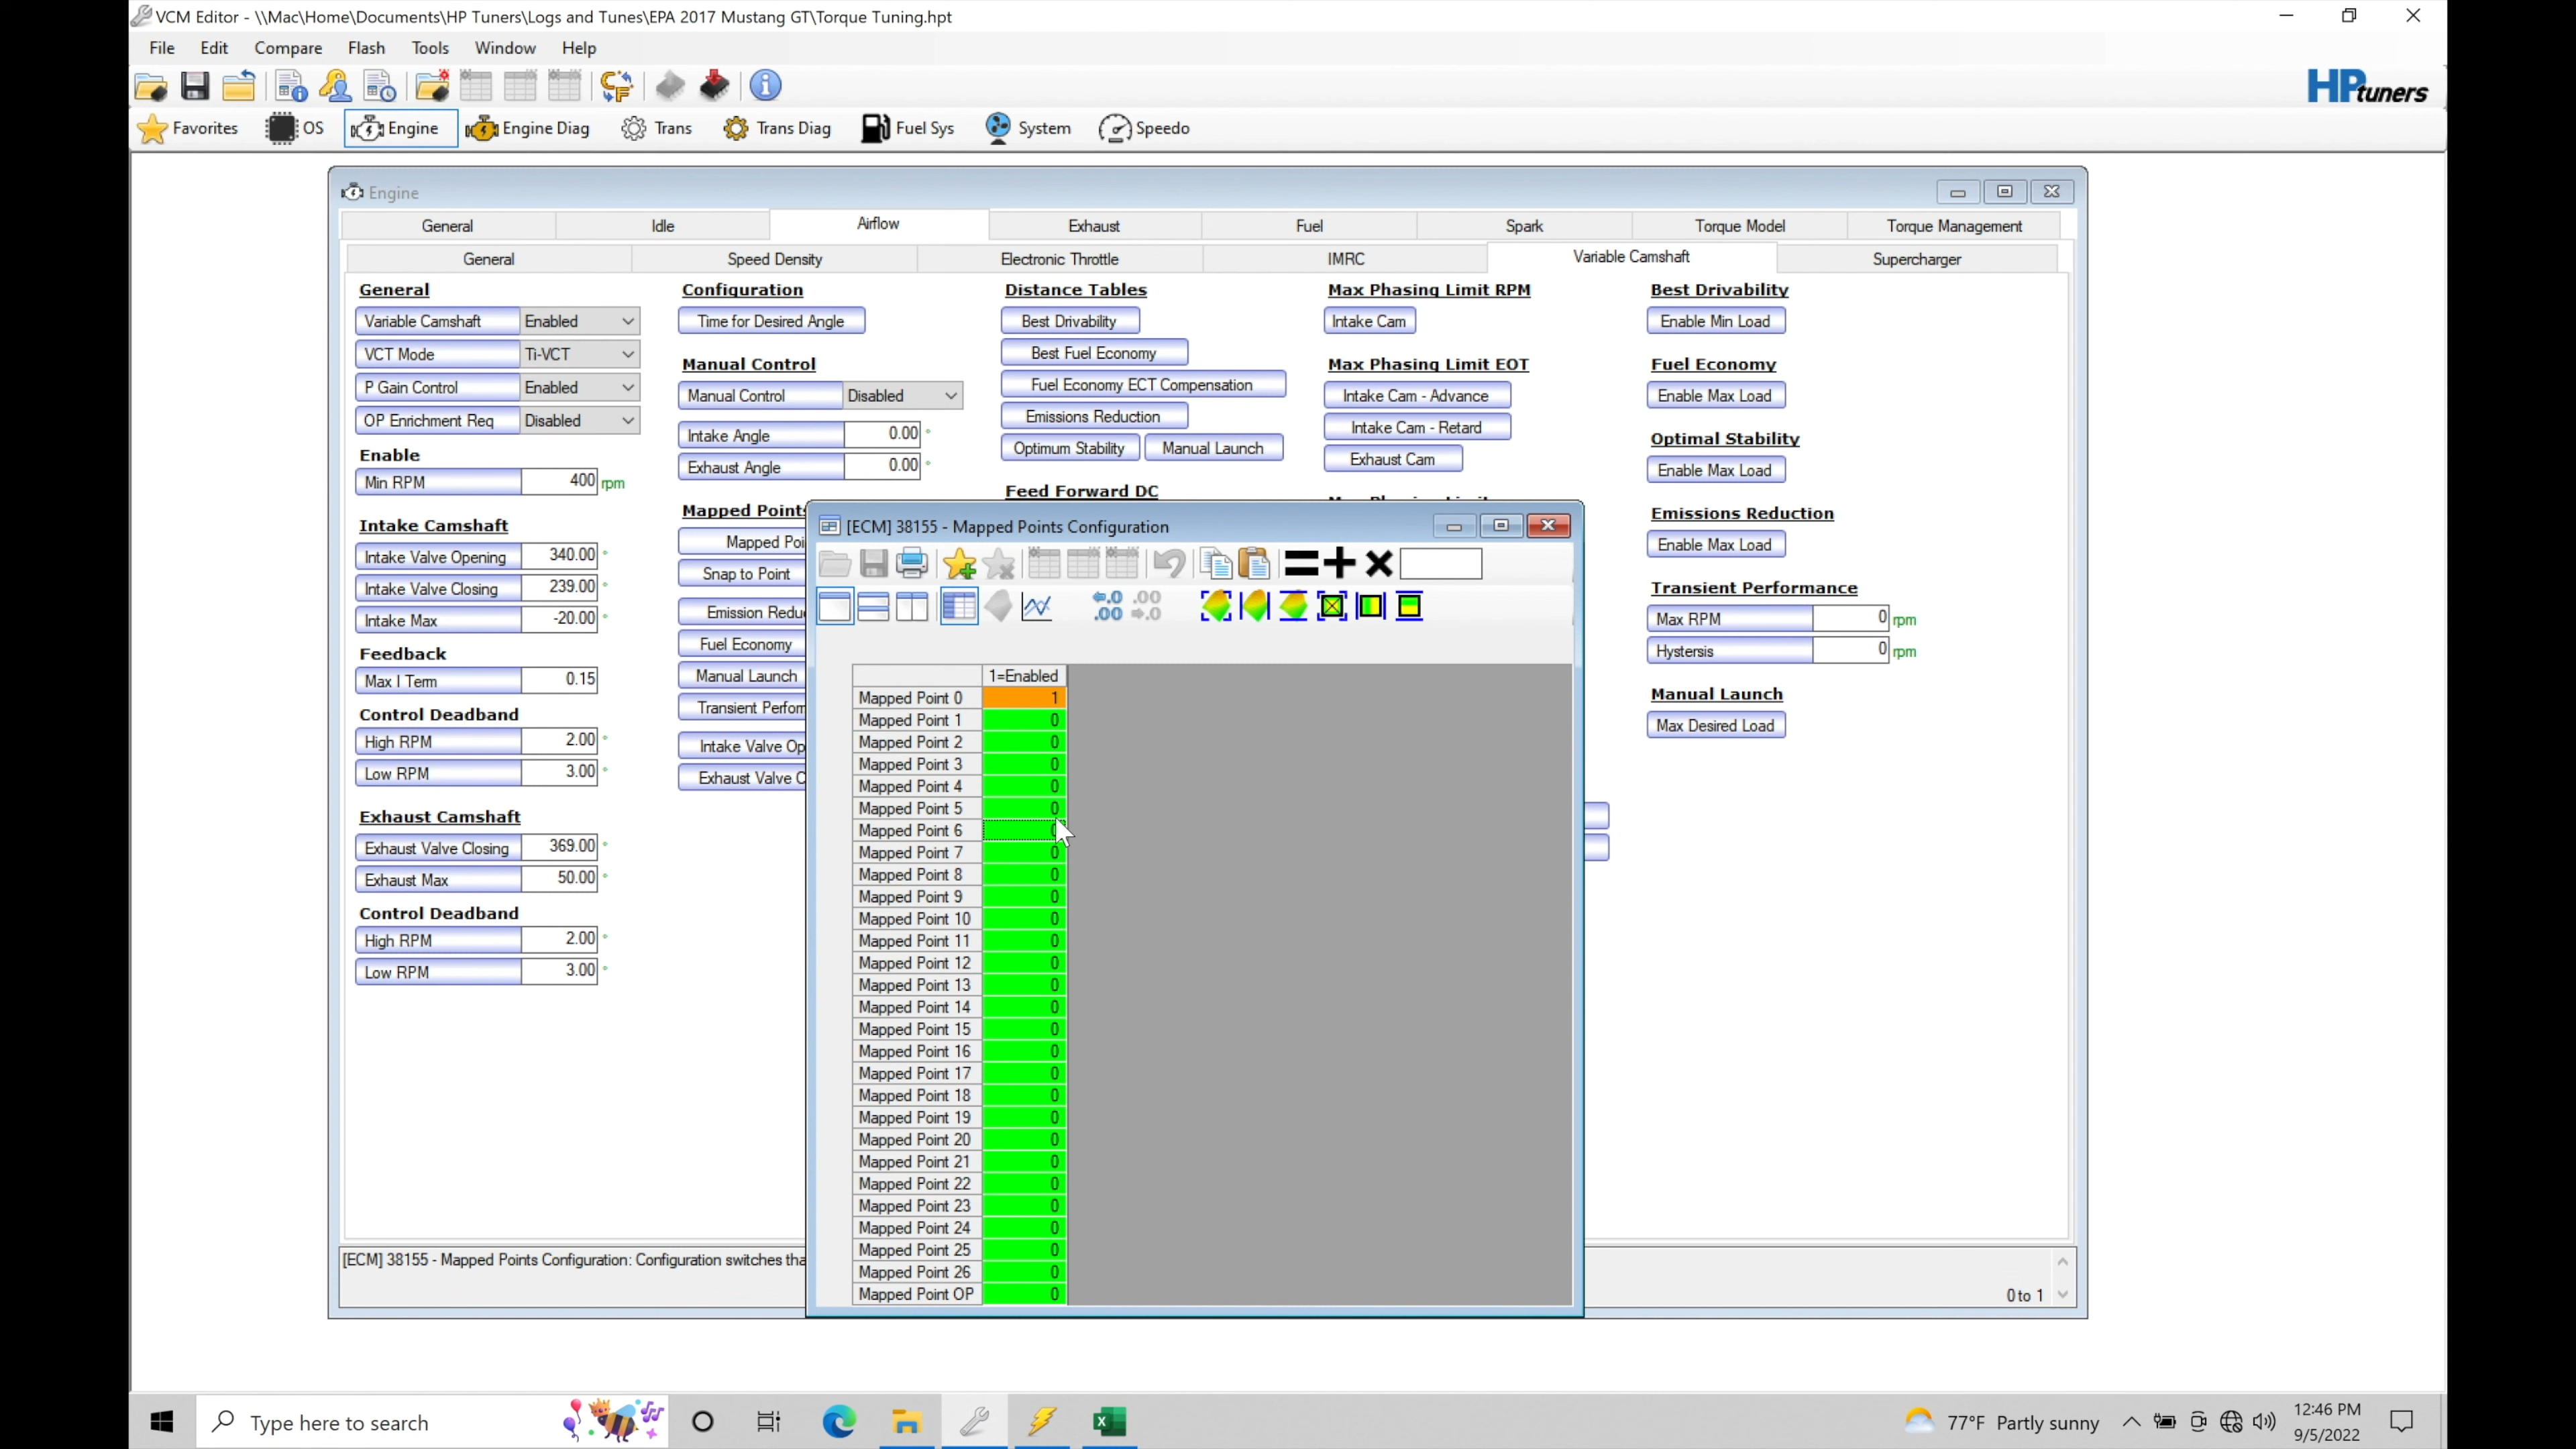 VCM Editor - \\Mac\Home\Documents\HP Tuners\Logs and Tunes\EPA 2017 Mustang GT\Torque Tuning.hpt
File Edit Compare Flash Tools Window Help
HPtuners
Favorites OS Engine Engine Diag Trans Trans Diag Fuel Sys System Speedo
Engine
General Idle Airflow Exhaust Fuel Spark Torque Model Torque Management
General Speed Density Electronic Throttle IMRC Variable Camshaft Supercharger
General
Variable Camshaft Enabled
VCT Mode Ti-VCT
P Gain Control Enabled
OP Enrichment Req Disabled
Enable
Min RPM 400 rpm
Intake Camshaft
Intake Valve Opening 340.00 °
Intake Valve Closing 239.00 °
Intake Max -20.00 °
Feedback
Max I Term 0.15
Control Deadband
High RPM 2.00 °
Low RPM 3.00 °
Exhaust Camshaft
Exhaust Valve Closing 369.00 °
Exhaust Max 50.00 °
Control Deadband
High RPM 2.00 °
Low RPM 3.00 °
Configuration
Time for Desired Angle
Manual Control
Manual Control Disabled
Intake Angle 0.00 °
Exhaust Angle 0.00 °
Mapped Points
Mapped Poi
Snap to Point
Emission Redu
Fuel Economy
Manual Launch
Transient Perfom
Intake Valve Op
Exhaust Valve C
Distance Tables
Best Drivability
Best Fuel Economy
Fuel Economy ECT Compensation
Emissions Reduction
Optimum Stability Manual Launch
Feed Forward DC
Max Phasing Limit RPM
Intake Cam
Max Phasing Limit EOT
Intake Cam - Advance
Intake Cam - Retard
Exhaust Cam
Best Drivability
Enable Min Load
Fuel Economy
Enable Max Load
Optimal Stability
Enable Max Load
Emissions Reduction
Enable Max Load
Transient Performance
Max RPM 0 rpm
Hystersis 0 rpm
Manual Launch
Max Desired Load
[ECM] 38155 - Mapped Points Configuration
1=Enabled
Mapped Point 0 1
Mapped Point 1 0
Mapped Point 2 0
Mapped Point 3 0
Mapped Point 4 0
Mapped Point 5 0
Mapped Point 6
Mapped Point 7 0
Mapped Point 8 0
Mapped Point 9 0
Mapped Point 10 0
Mapped Point 11 0
Mapped Point 12 0
Mapped Point 13 0
Mapped Point 14 0
Mapped Point 15 0
Mapped Point 16 0
Mapped Point 17 0
Mapped Point 18 0
Mapped Point 19 0
Mapped Point 20 0
Mapped Point 21 0
Mapped Point 22 0
Mapped Point 23 0
Mapped Point 24 0
Mapped Point 25 0
Mapped Point 26 0
Mapped Point OP 0
[ECM] 38155 - Mapped Points Configuration: Configuration switches tha
0 to 1
Type here to search
77°F Partly sunny
12:46 PM
9/5/2022